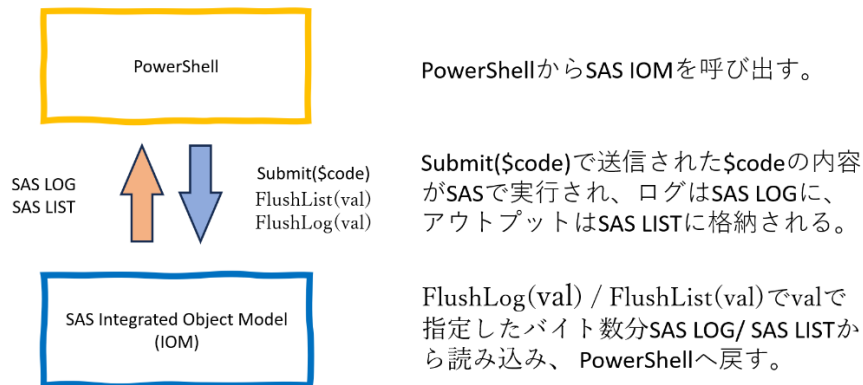 PowerShell
PowerShellからSAS IOMを呼び出す。
SAS LOG
SAS LIST
Submit($code)
FlushList(val)
FlushLog(val)
Submit($code)で送信された$codeの内容
がSASで実行され、ログはSAS LOGに、
アウトプットはSAS LISTに格納される。
SAS Integrated Object Model
(IOM)
FlushLog(val) / FlushList(val)でvalで
指定したバイト数分SAS LOG/ SAS LISTか
ら読み込み、 PowerShellへ戻す。